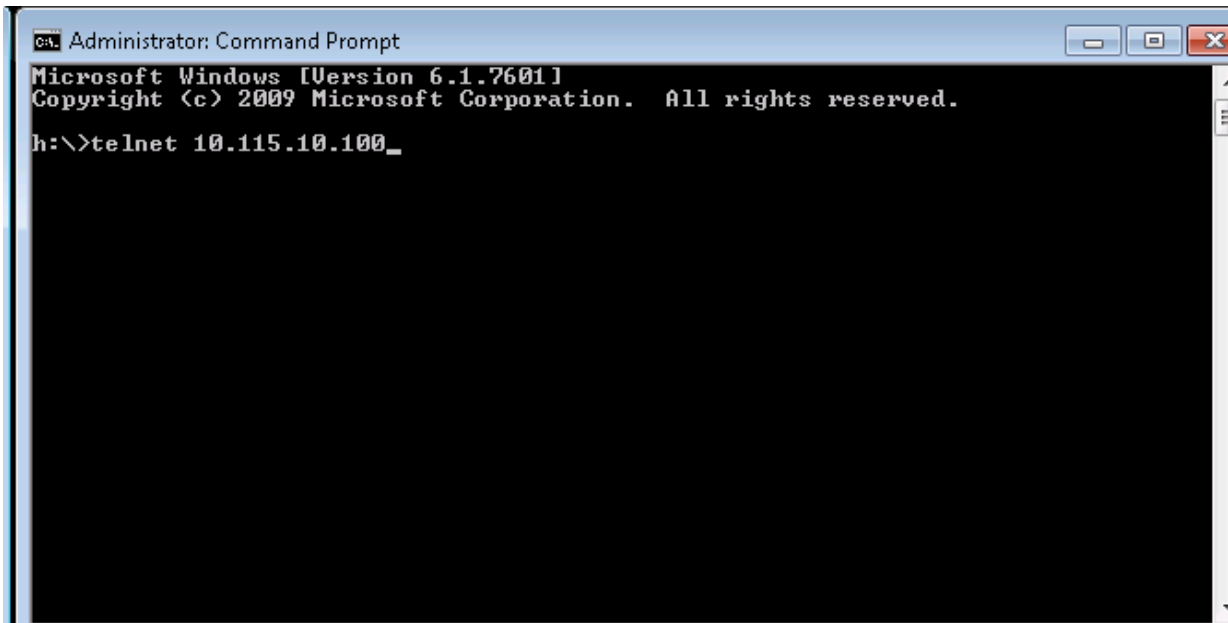 Administrator: Command Prompt
Microsoft Windows [Version 6.1.7601]
Copyright (c) 2009 Microsoft Corporation.  All rights reserved.
h:\>telnet 10.115.10.100_